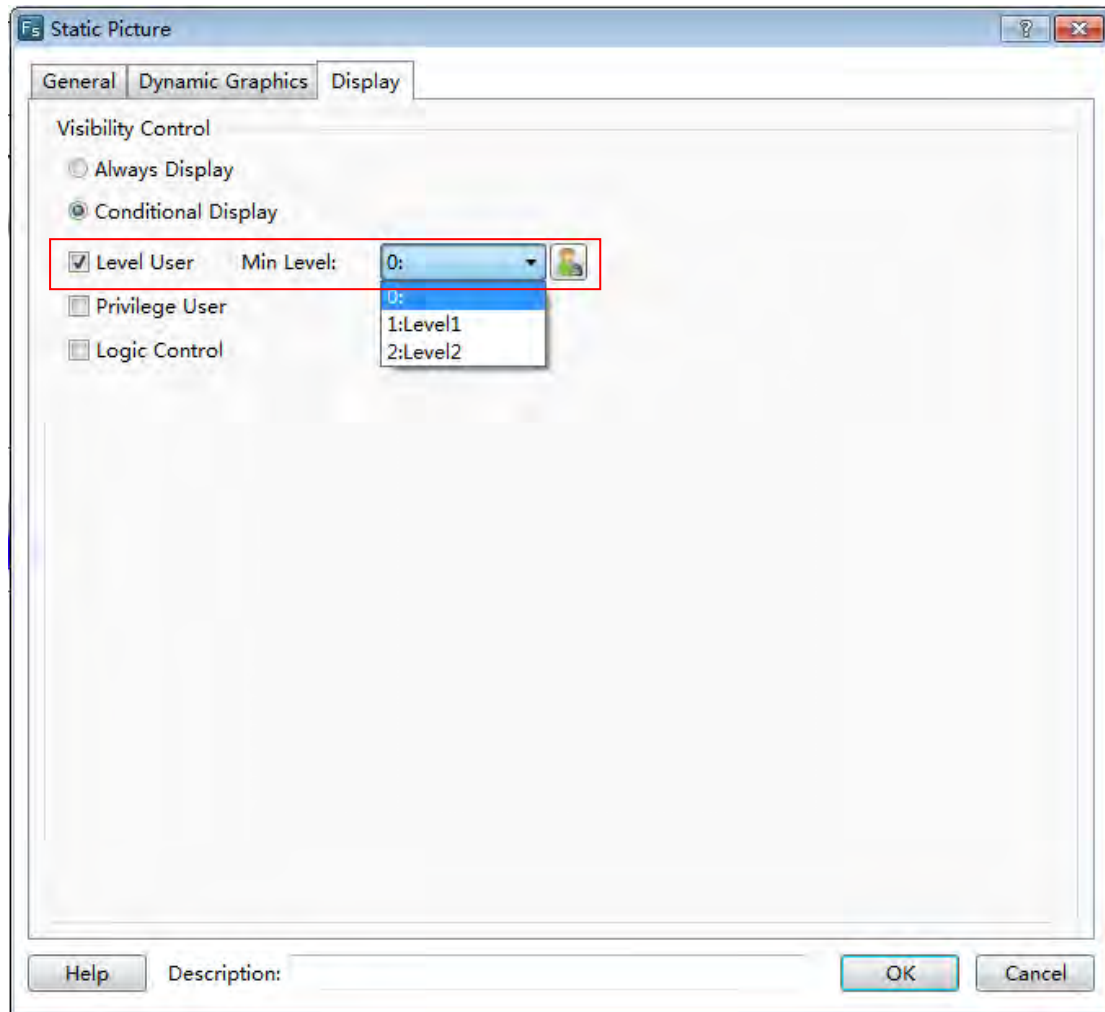 Fs Static Picture
General Dynamic Graphics Display
Visibility Control
Always Display
Conditional Display
Level User Min Level: 0:
0:
Privilege User
1:Level1
Logic Control
2:Level2
Help Description: OK Cancel